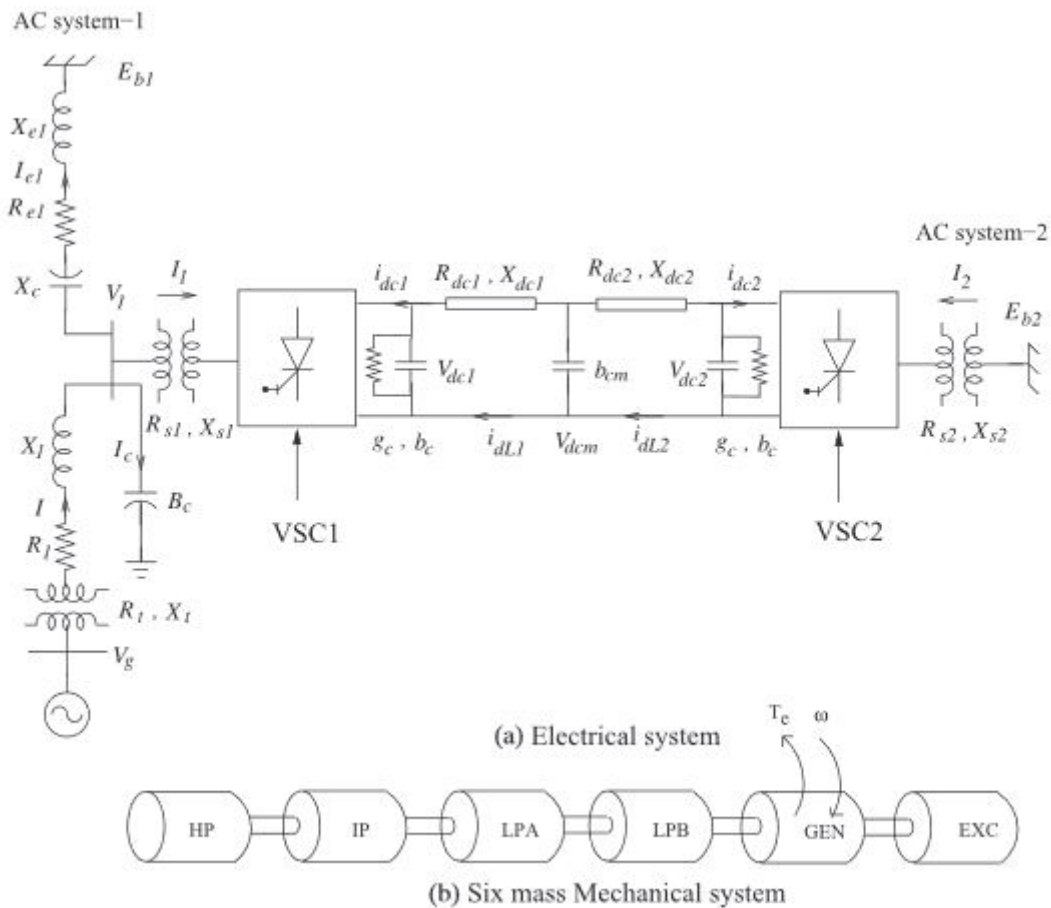 AC system−1
E_b1
X_e1
I_e1
R_e1
X_c
V_1
I_1
R_s1 , X_s1
X_1
I
R_1
I_c
B_c
R_t , X_t
V_g
VSC1
i_dc1
R_dc1 , X_dc1
R_dc2 , X_dc2
i_dc2
V_dc1
b_cm
V_dc2
g_c , b_c
i_dL1
V_dcm
i_dL2
g_c , b_c
VSC2
AC system−2
I_2
E_b2
R_s2 , X_s2
(a) Electrical system
T_e
ω
HP
IP
LPA
LPB
GEN
EXC
(b) Six mass Mechanical system